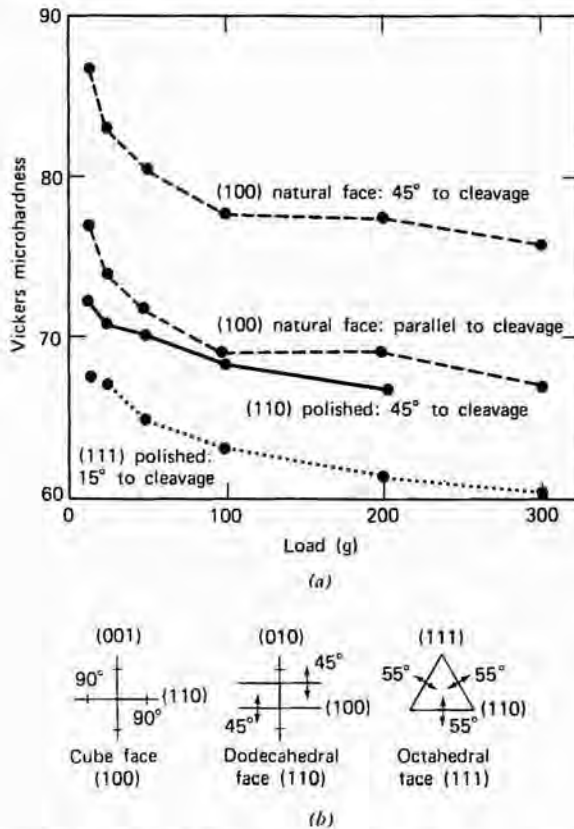 90
80
70
60
Vickers microhardness
(100) natural face: 45° to cleavage
(100) natural face: parallel to cleavage
(110) polished: 45° to cleavage
(111) polished:
15° to cleavage
0 100 200 300
Load (g)
(a)
(001) (010) (111)
90° 45° 55° 55°
(110) (100) (110)
90° 45° 55°
Cube face Dodecahedral Octahedral
(100) face (110) tace (111)
(b)